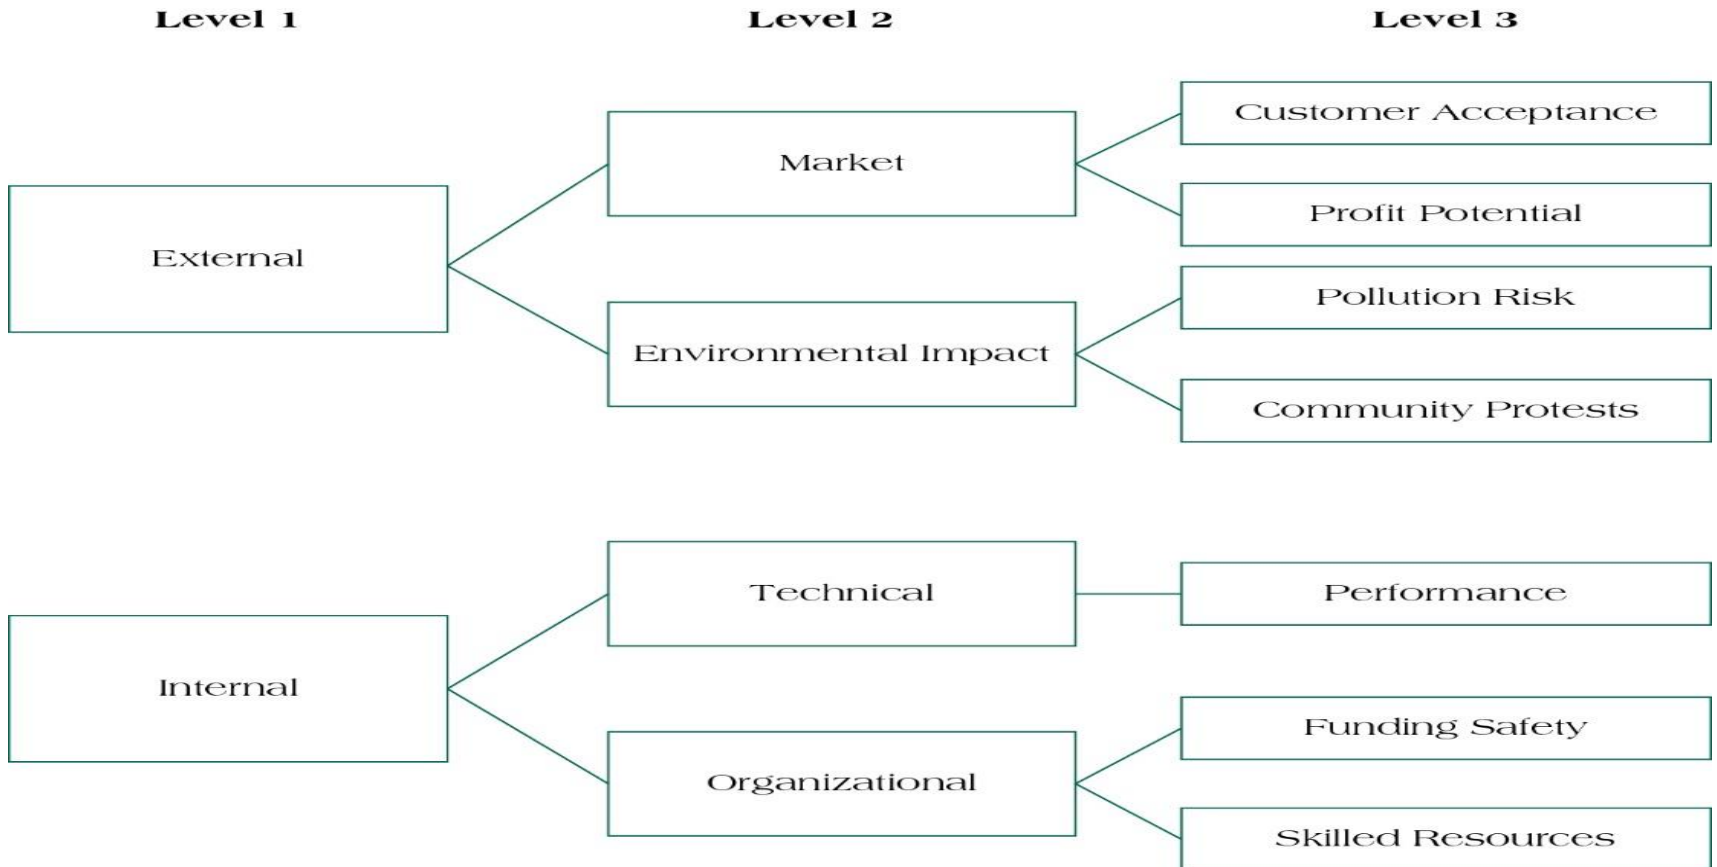 Level 1
Level 2
Level 3
External
Market
Customer Acceptance
Profit Potential
Environmental Impact
Pollution Risk
Community Protests
Internal
Technical
Performance
Organizational
Funding Safety
Skilled Resources